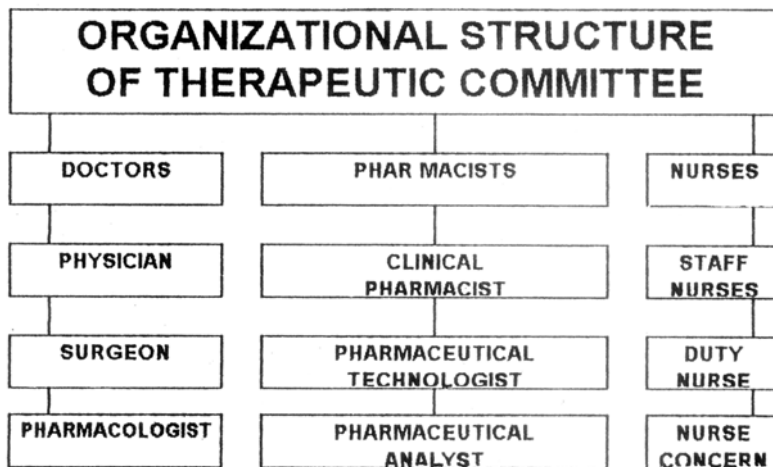 ORGANIZATIONAL STRUCTURE
OF THERAPEUTIC COMMITTEE
DOCTORS
PHAR MACISTS
NURSES
PHYSICIAN
CLINICAL
PHARMACIST
STAFF
NURSES
SURGEON
PHARMACEUTICAL
TECHNOLOGIST
DUTY
NURSE
PHARMACOLOGIST
PHARMACEUTICAL
ANALYST
NURSE
CONCERN